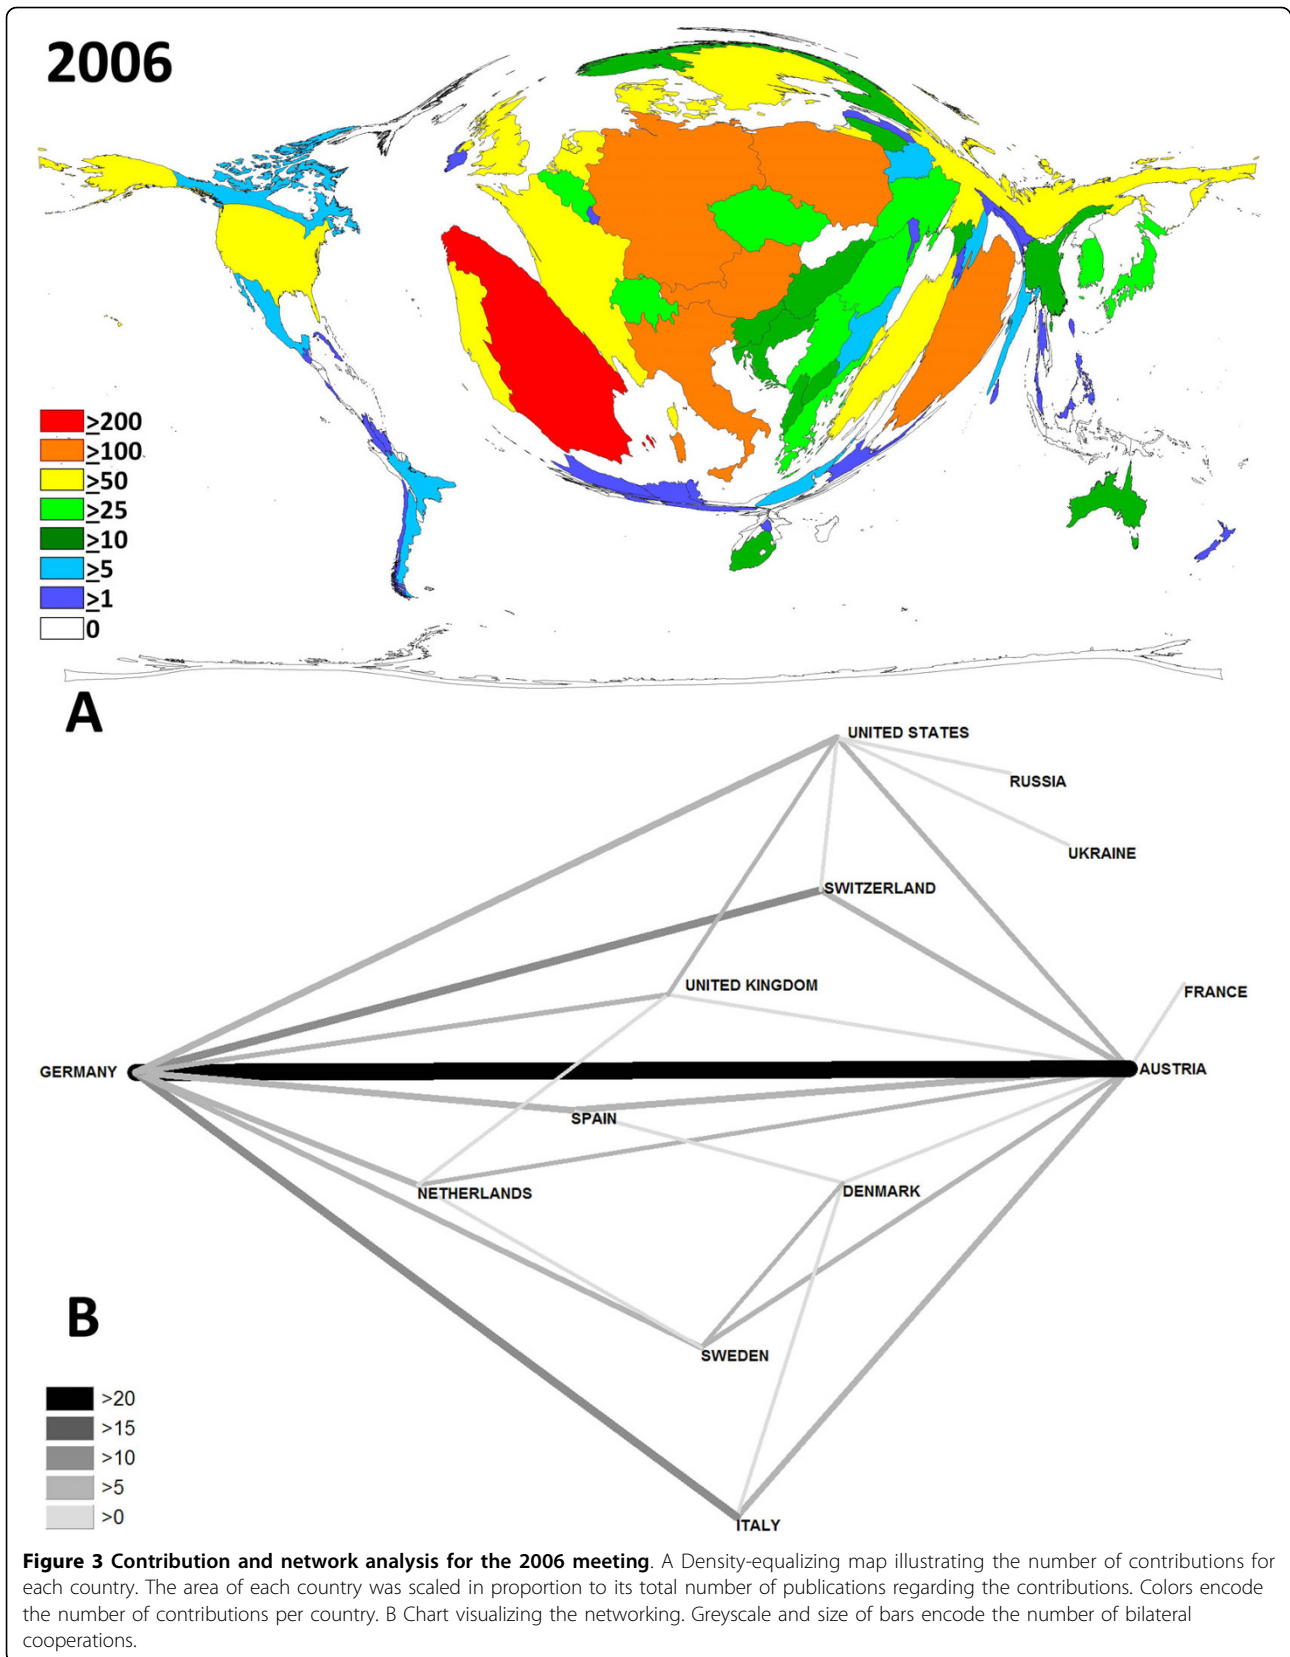 2006
≥200
≥100
≥50
≥25
≥10
≥5
≥1
0
A
UNITED STATES
RUSSIA
UKRAINE
SWITZERLAND
UNITED KINGDOM
FRANCE
GERMANY
AUSTRIA
SPAIN
NETHERLANDS
DENMARK
B
SWEDEN
>20
>15
>10
>5
>0
ITALY
Figure 3 Contribution and network analysis for the 2006 meeting. A Density-equalizing map illustrating the number of contributions for
each country. The area of each country was scaled in proportion to its total number of publications regarding the contributions. Colors encode
the number of contributions per country. B Chart visualizing the networking. Greyscale and size of bars encode the number of bilateral
cooperations.